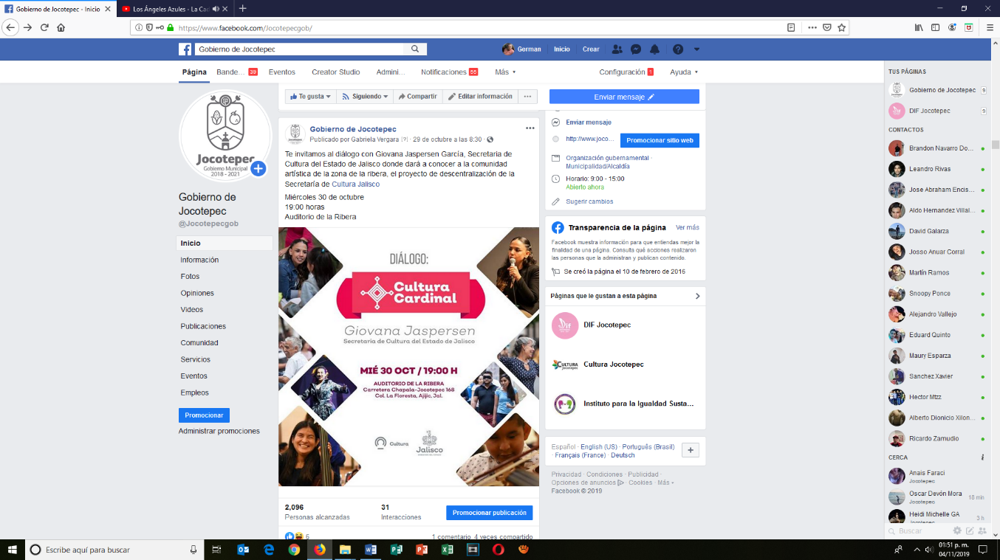 Gobierno de Jocotepec - Inicio
Los Ángeles Azules - La Cad
https://www.facebook.com/Jocotepecgob/
Gobierno de Jocotepec
German
Inicio
Crear
Página
Bande... 39
Eventos
Creator Studio
Admini...
Notificaciones 55
Más
Configuración 1
Ayuda
Jocotepec
Gobierno Municipal
2018 - 2021
Gobierno de
Jocotepec
@Jocotepecgob
Inicio
Información
Fotos
Opiniones
Videos
Publicaciones
Comunidad
Servicios
Eventos
Empleos
Promocionar
Administrar promociones
Te gusta
Siguiendo
Compartir
Editar información
Enviar mensaje
Gobierno de Jocotepec
Publicado por Gabriela Vergara [?] · 29 de octubre a las 8:30 ·
Te invitamos al diálogo con Giovana Jaspersen García, Secretaria de
Cultura del Estado de Jalisco donde dará a conocer a la comunidad
artística de la zona de la ribera, el proyecto de descentralización de la
Secretaría de Cultura Jalisco
Miércoles 30 de octubre
19:00 horas
Auditorio de la Ribera
DIÁLOGO:
Cultura
Cardinal
Giovana Jaspersen
Secretaria de Cultura del Estado de Jalisco
MIÉ 30 OCT / 19:00 H
AUDITORIO DE LA RIBERA
Carretera Chapala-Jocotepec 168
Col. La Floresta, Ajijic, Jal.
Cultura
Jalisco
2,096
Personas alcanzadas
31
Interacciones
Promocionar publicación
6
1 comentario 4 veces compartido
Enviar mensaje
http://www.joco...
Promocionar sitio web
Organización gubernamental ·
Municipalidad/Alcaldía
Horario: 9:00 - 15:00
Abierto ahora
Sugerir cambios
Transparencia de la página
Ver más
Facebook muestra información para que entiendas mejor la
finalidad de una página. Consulta qué acciones realizaron
las personas que la administran y publican contenido.
Se creó la página el 10 de febrero de 2016
Páginas que le gustan a esta página
DIF Jocotepec
Cultura Jocotepec
Instituto para la Igualdad Susta...
Español · English (US) · Português (Brasil)
· Français (France) · Deutsch
Privacidad · Condiciones · Publicidad ·
Opciones de anuncios · Cookies · Más
Facebook © 2019
TUS PÁGINAS
Gobierno de Jocotepec 9
DIF Jocotepec 9
CONTACTOS
Brandon Navarro Do...
Leandro Rivas
Jose Abraham Encis...
Aldo Hernandez Villal...
David Galarza
Josso Anuar Corral
Martín Ramos
Snoopy Ponce
Alejandro Vallejo
Eduard Quinto
Maury Esparza
Sanchez Xavier
Hector Mtzz
Alberto Dionicio Xilon...
Ricardo Zamudio
CERCA
Anais Faraci
Jocotepec
Oscar Devón Mora
Jocotepec
18 min
Heidi Michelle GA
Jocotepec
3 h
Buscar
Escribe aquí para buscar
01:51 p. m.
04/11/2019